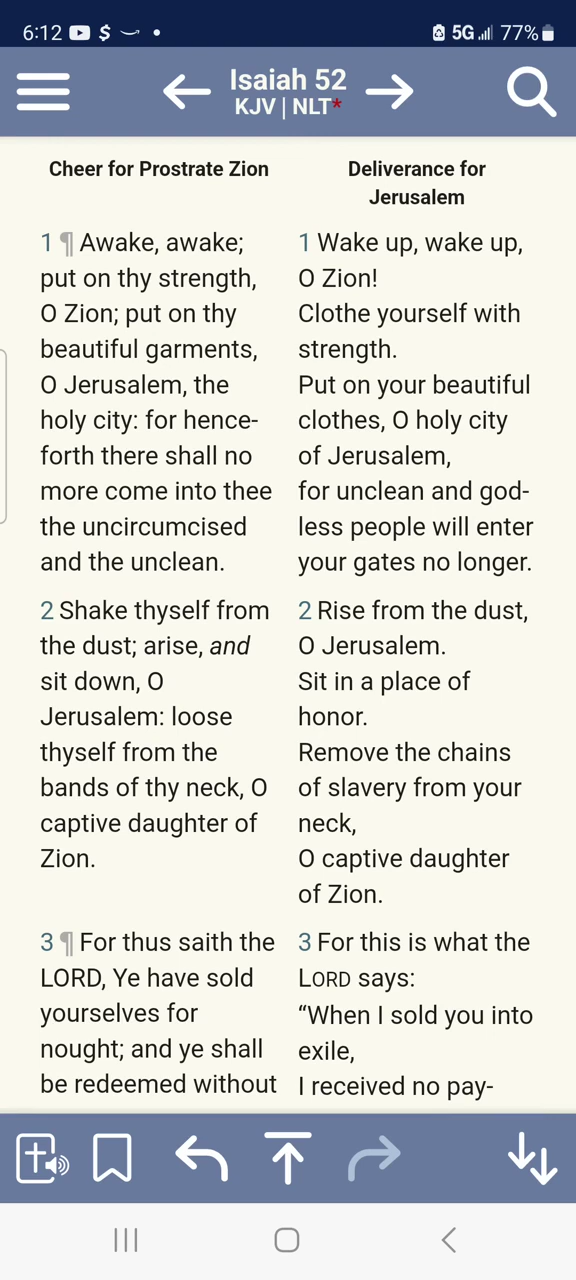 6:12
5G 77%
Isaiah 52
KJV | NLT*
Cheer for Prostrate Zion
1 ¶ Awake, awake;
put on thy strength,
O Zion; put on thy
beautiful garments,
O Jerusalem, the
holy city: for hence-
forth there shall no
more come into thee
the uncircumcised
and the unclean.
2 Shake thyself from
the dust; arise, and
sit down, O
Jerusalem: loose
thyself from the
bands of thy neck, O
captive daughter of
Zion.
3 ¶ For thus saith the
LORD, Ye have sold
yourselves for
nought; and ye shall
be redeemed without
Deliverance for
Jerusalem
1 Wake up, wake up,
O Zion!
Clothe yourself with
strength.
Put on your beautiful
clothes, O holy city
of Jerusalem,
for unclean and god-
less people will enter
your gates no longer.
2 Rise from the dust,
O Jerusalem.
Sit in a place of
honor.
Remove the chains
of slavery from your
neck,
O captive daughter
of Zion.
3 For this is what the
LORD says:
“When I sold you into
exile,
I received no pay-